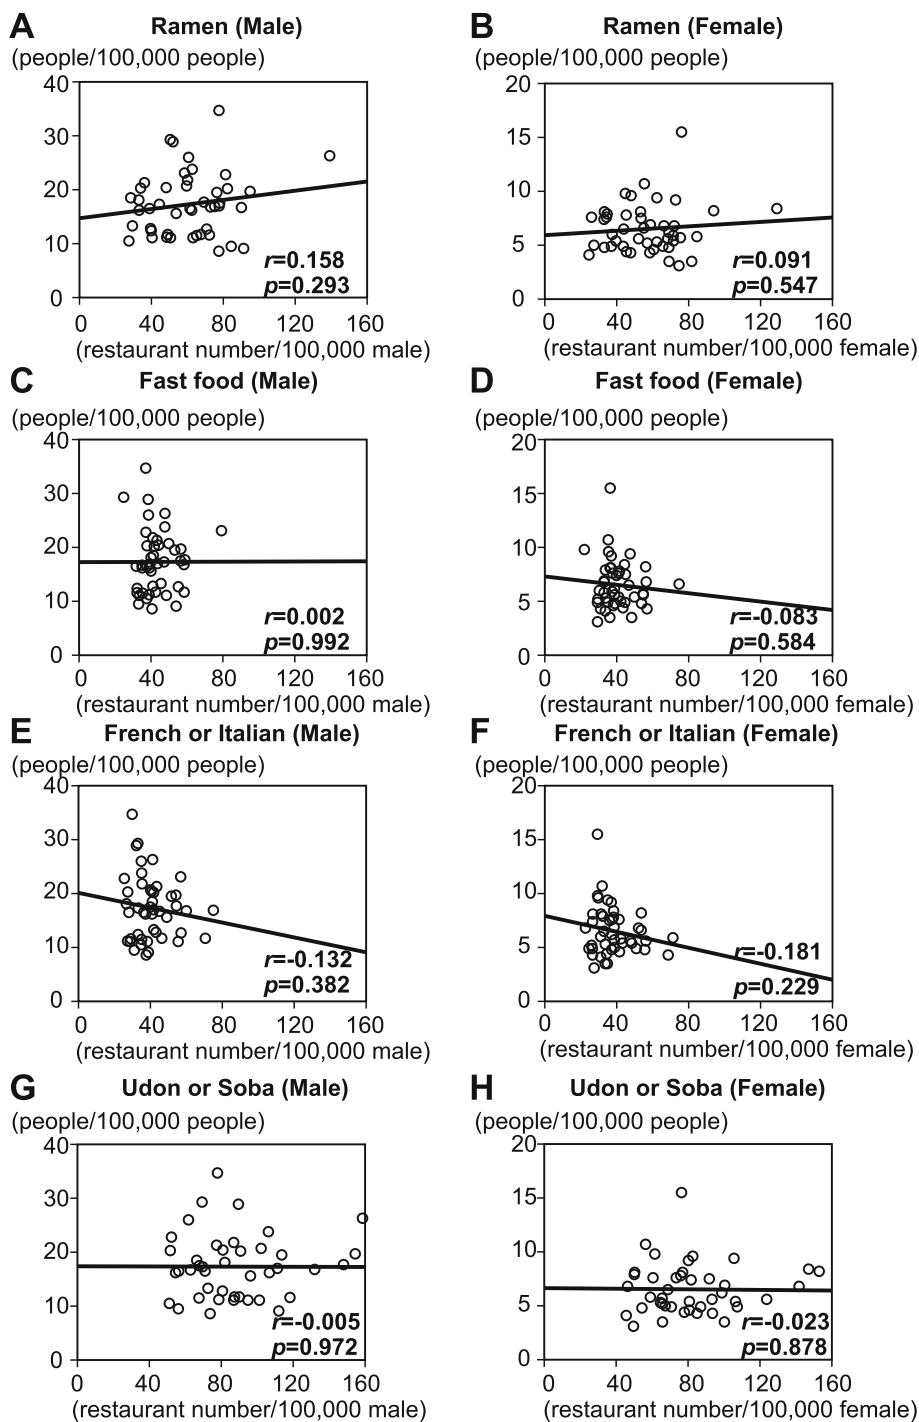 A Ramen (Male)
(people/100,000 people)
40
30
20
10
0
r=0.158
p=0.293
0 40 80 120 160
(restaurant number/100,000 male)
B Ramen (Female)
(people/100,000 people)
20
15
10
5
0
r=0.091
p=0.547
0 40 80 120 160
(restaurant number/100,000 female)
C Fast food (Male)
(people/100,000 people)
40
30
20
10
0
r=0.002
p=0.992
0 40 80 120 160
(restaurant number/100,000 male)
D Fast food (Female)
(people/100,000 people)
20
15
10
5
0
r=-0.083
p=0.584
0 40 80 120 160
(restaurant number/100,000 female)
E French or Italian (Male)
(people/100,000 people)
40
30
20
10
0
r=-0.132
p=0.382
0 40 80 120 160
(restaurant number/100,000 male)
F French or Italian (Female)
(people/100,000 people)
20
15
10
5
0
r=-0.181
p=0.229
0 40 80 120 160
(restaurant number/100,000 female)
G Udon or Soba (Male)
(people/100,000 people)
40
30
20
10
0
r=-0.005
p=0.972
0 40 80 120 160
(restaurant number/100,000 male)
H Udon or Soba (Female)
(people/100,000 people)
20
15
10
5
0
r=-0.023
p=0.878
0 40 80 120 160
(restaurant number/100,000 female)